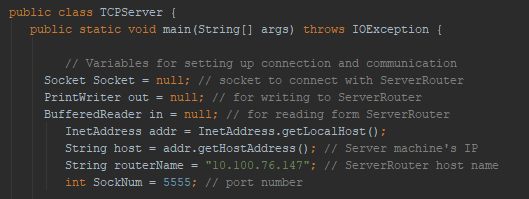 public class TCPServer {
public static void main(String[] args) throws IOException {
// Variables for setting up connection and communication
Socket Socket = null; // socket to connect with ServerRouter
PrintWriter out = null; // for writing to ServerRouter
BufferedReader in = null; // for reading form ServerRouter
InetAddress addr = InetAddress.getLocalHost();
String host = addr.getHostAddress(); // Server machine's IP
String routerName = "10.100.76.147"; // ServerRouter host name
int SockNum = 5555; // port number